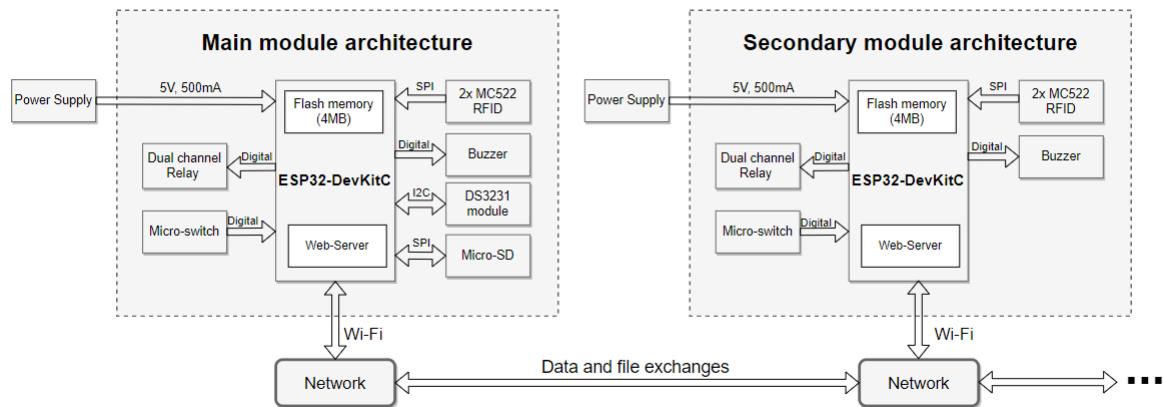 Main module architecture
Power Supply
5V, 500mA
Flash memory
(4MB)
SPI
2x MC522
RFID
Dual channel
Relay
Digital
ESP32-DevKitC
Digital
Buzzer
I2C
DS3231
module
Micro-switch
Digital
Web-Server
SPI
Micro-SD
Wi-Fi
Network
Data and file exchanges
Secondary module architecture
Power Supply
5V, 500mA
Flash memory
(4MB)
SPI
2x MC522
RFID
Dual channel
Relay
Digital
ESP32-DevKitC
Digital
Buzzer
Micro-switch
Digital
Web-Server
Wi-Fi
Network